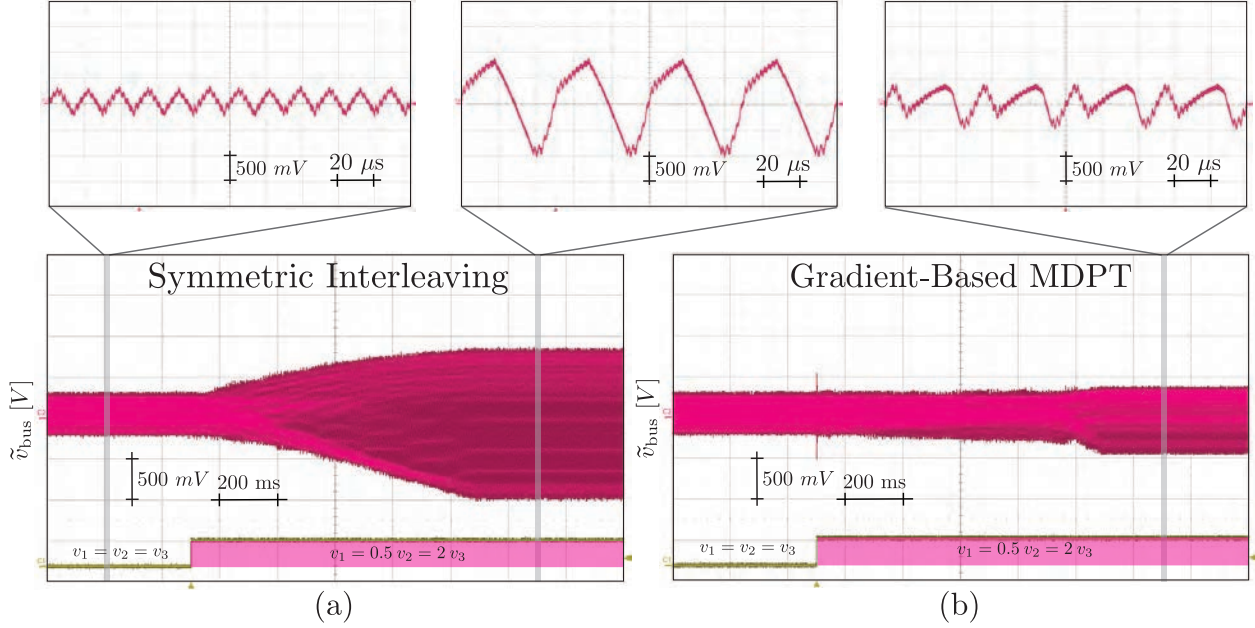 500 mV
20 μs
500 mV
20 μs
500 mV
20 μs
Symmetric Interleaving
Gradient-Based MDPT
ṽ_bus [V]
500 mV
200 ms
v₁ = v₂ = v₃
v₁ = 0.5 v₂ = 2 v₃
ṽ_bus [V]
500 mV
200 ms
v₁ = v₂ = v₃
v₁ = 0.5 v₂ = 2 v₃
(a)
(b)